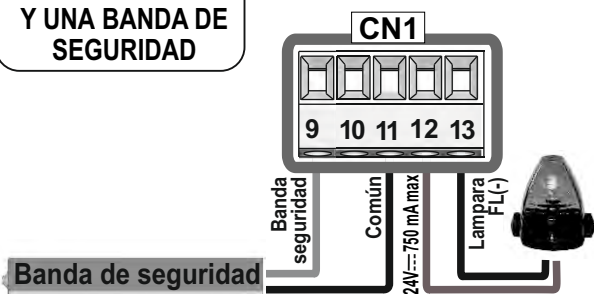 Y UNA BANDA DE
SEGURIDAD
CN1
9 10 11 12 13
Banda
seguridad
Común
24V⎓750 mA max
Lampara
FL(-)
Banda de seguridad